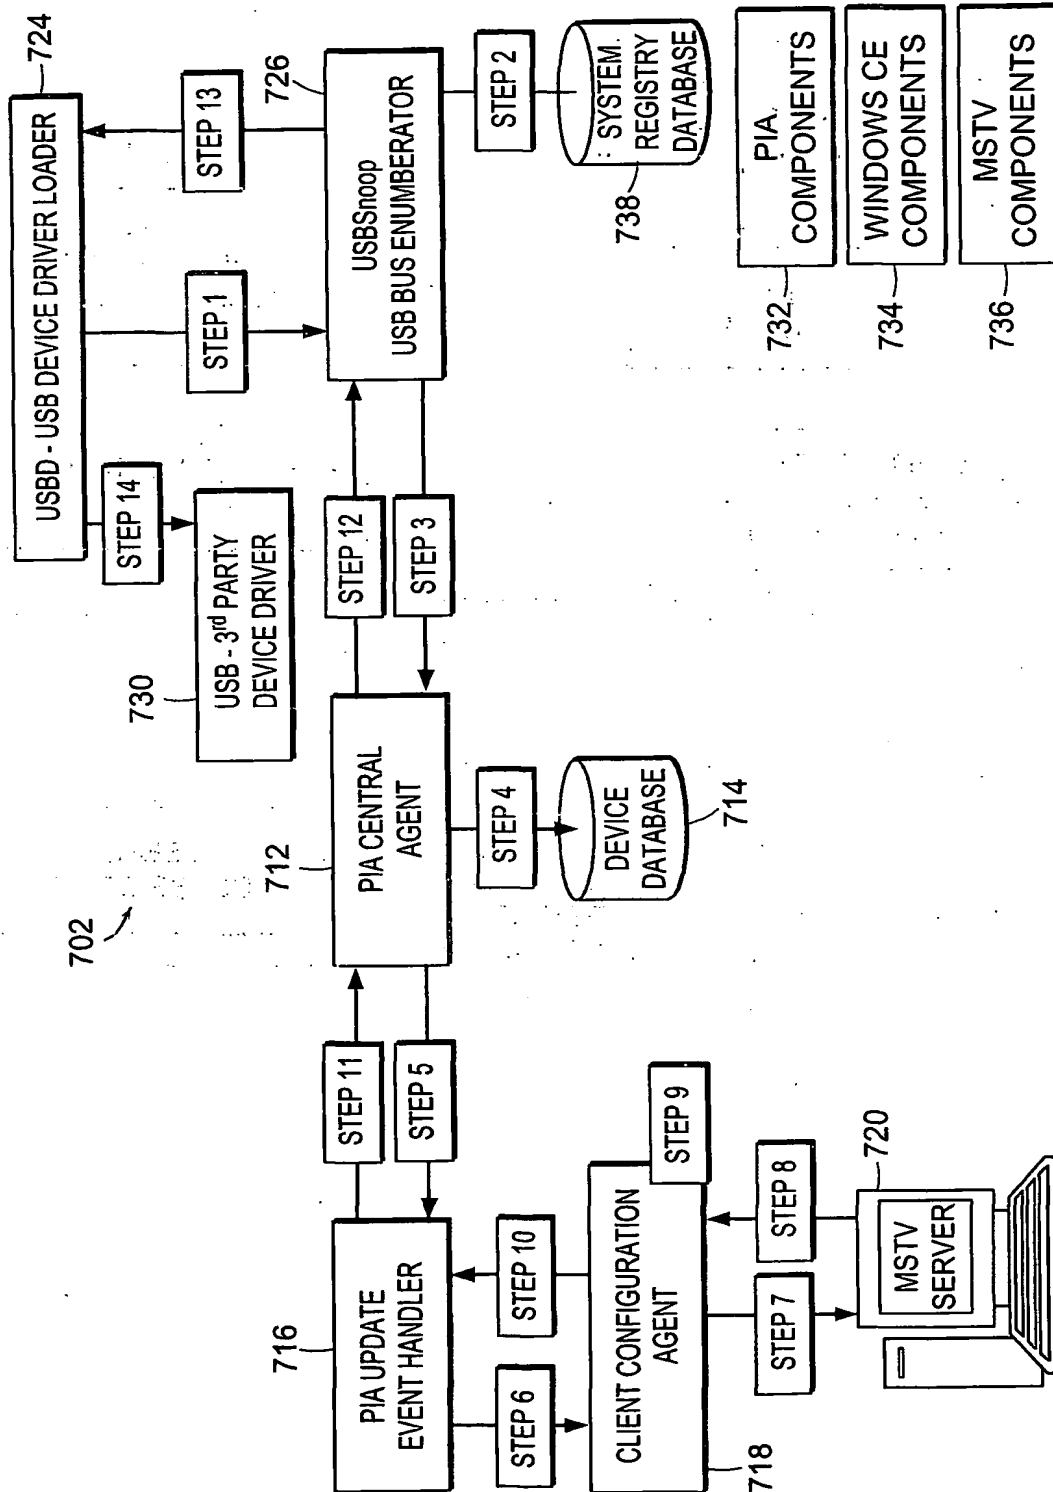 724
USBD - USB DEVICE DRIVER LOADER
STEP 13
STEP 1
STEP 14
726
USBSnoop
USB BUS ENUMBERATOR
STEP 2
SYSTEM
REGISTRY
DATABASE
738
730
USB - 3rd PARTY
DEVICE DRIVER
STEP 12
STEP 3
702
712
PIA CENTRAL
AGENT
STEP 4
DEVICE
DATABASE
714
STEP 11
STEP 5
716
PIA UPDATE
EVENT HANDLER
STEP 10
STEP 6
CLIENT CONFIGURATION
AGENT
STEP 9
718
STEP 8
STEP 7
720
MSTV
SERVER
PIA
COMPONENTS
732
WINDOWS CE
COMPONENTS
734
MSTV
COMPONENTS
736